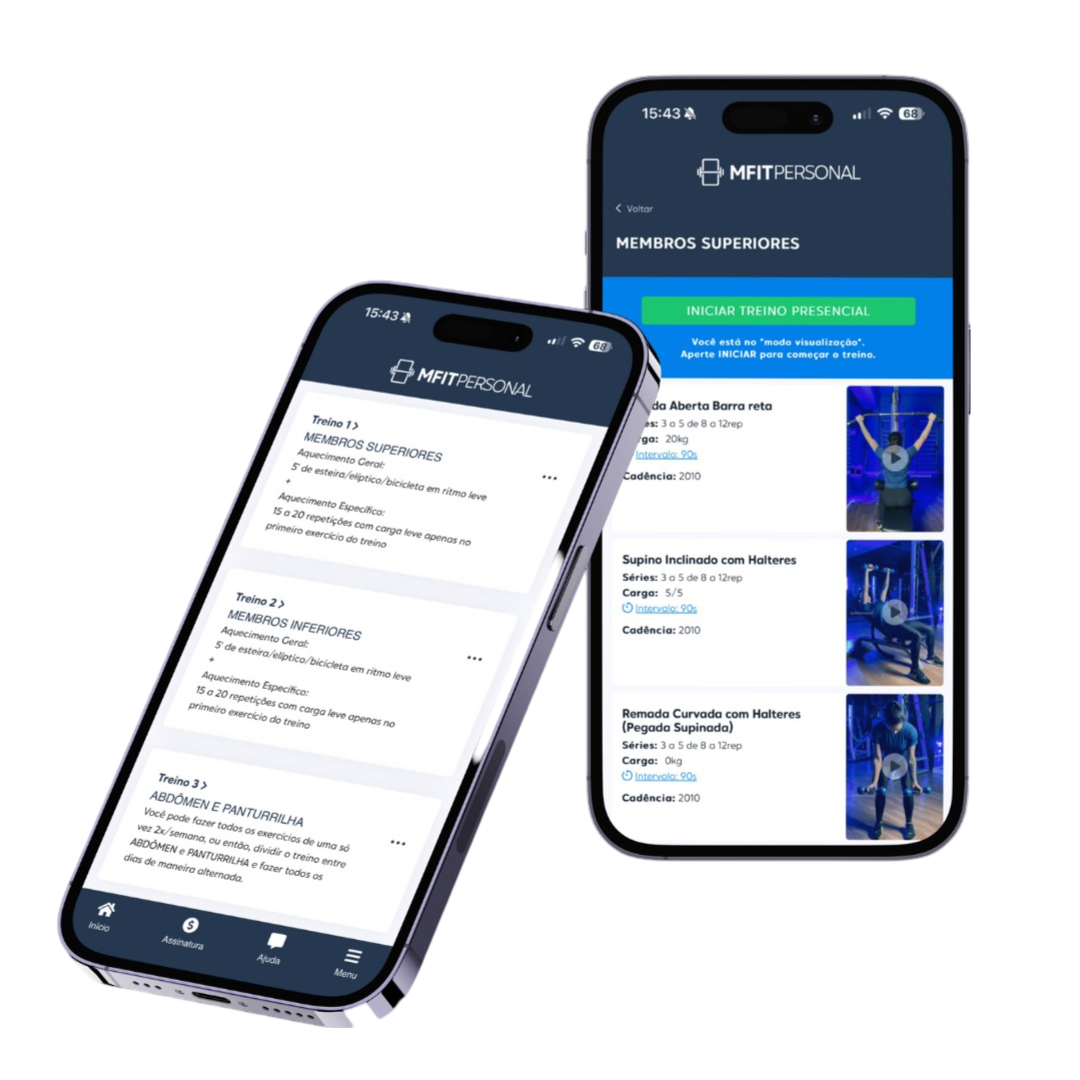 15:43
68
MFITPERSONAL
Treino 1 >
MEMBROS SUPERIORES
Aquecimento Geral:
5' de esteira/elíptico/bicicleta em ritmo leve
+
Aquecimento Específico:
15 a 20 repetições com carga leve apenas no
primeiro exercício do treino
...
Treino 2 >
MEMBROS INFERIORES
Aquecimento Geral:
5' de esteira/elíptico/bicicleta em ritmo leve
+
Aquecimento Específico:
15 a 20 repetições com carga leve apenas no
primeiro exercício do treino
...
Treino 3 >
ABDÔMEN E PANTURRILHA
Você pode fazer todos os exercícios de uma só
vez 2x/semana, ou então, dividir o treino entre
ABDÔMEN e PANTURRILHA e fazer todos os
dias de maneira alternada.
...
Início
$
Assinatura
Ajuda
Menu
15:43
68
MFITPERSONAL
< Voltar
MEMBROS SUPERIORES
INICIAR TREINO PRESENCIAL
Você está no "modo visualização".
Aperte INICIAR para começar o treino.
da Aberta Barra reta
es: 3 a 5 de 8 a 12rep
ga: 20kg
Intervalo: 90s
Cadência: 2010
Supino Inclinado com Halteres
Séries: 3 a 5 de 8 a 12rep
Carga: 5/5
Intervalo: 90s
Cadência: 2010
Remada Curvada com Halteres
(Pegada Supinada)
Séries: 3 a 5 de 8 a 12rep
Carga: 0kg
Intervalo: 90s
Cadência: 2010